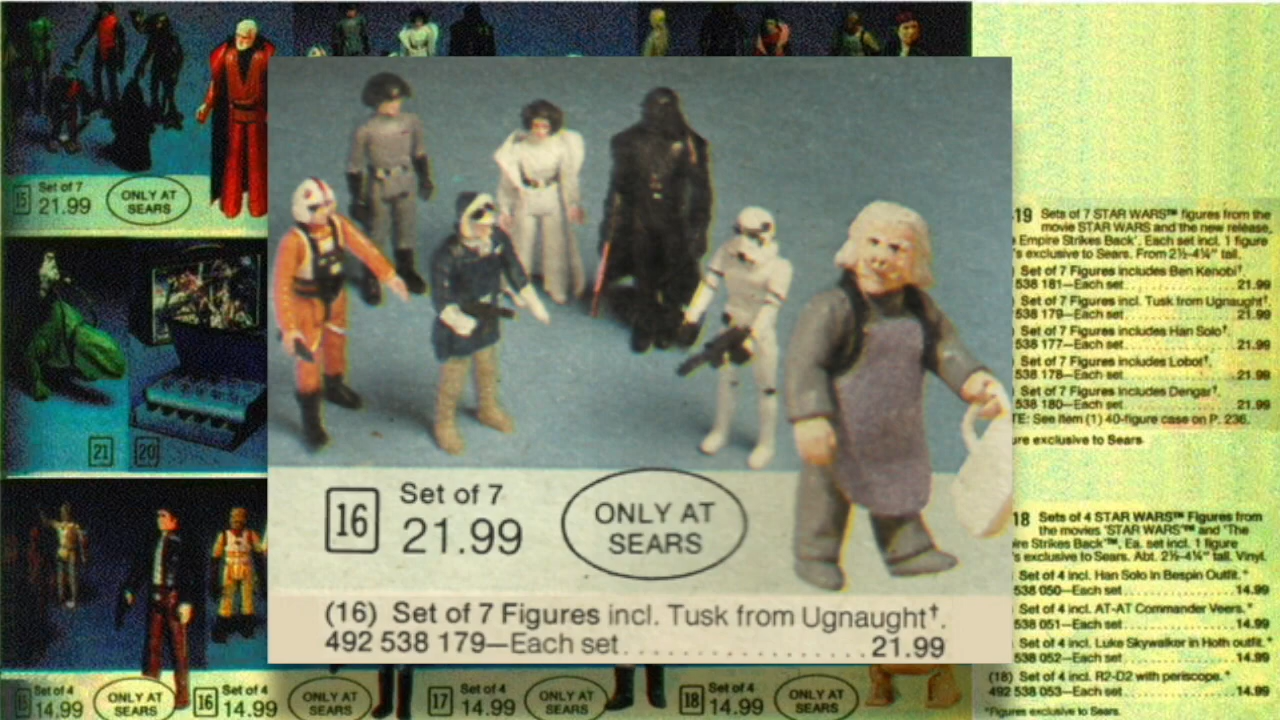 15 Set of 7
21.99
ONLY AT
SEARS
21
20
16
Set of 7
21.99
ONLY AT
SEARS
(16) Set of 7 Figures incl. Tusk from Ugnaught†.
492 538 179—Each set.................21.99
19 Sets of 7 STAR WARS™ figures from the
movie STAR WARS and the new release,
Empire Strikes Back'. Each set incl. 1 figure
's exclusive to Sears. From 2½-4¼" tall.
Set of 7 Figures includes Ben Kenobi†.
538 181—Each set.................21.99
Set of 7 Figures incl. Tusk from Ugnaught†.
538 179—Each set.................21.99
Set of 7 Figures includes Han Solo†.
538 177—Each set.................21.99
Set of 7 Figures includes Lobot†.
538 178—Each set.................21.99
Set of 7 Figures includes Dengar†.
538 180—Each set.................21.99
TE: See item (1) 40-figure case on P. 236.
ure exclusive to Sears
18 Sets of 4 STAR WARS™ Figures from
the movies 'STAR WARS'™ and 'The
ire Strikes Back'™. Ea. set incl. 1 figure
's exclusive to Sears. Abt. 2½-4¼" tall. Vinyl.
Set of 4 incl. Han Solo in Bespin Outfit.*
538 050—Each set.................14.99
Set of 4 incl. AT-AT Commander Veers.*
538 051—Each set.................14.99
Set of 4 incl. Luke Skywalker in Hoth outfit.*
538 052—Each set.................14.99
(18) Set of 4 incl. R2-D2 with periscope.*
492 538 053—Each set.................14.99
*Figures exclusive to Sears.
Set of 4
14.99
ONLY AT
SEARS
16 Set of 4
14.99
ONLY AT
SEARS
17 Set of 4
14.99
ONLY AT
SEARS
18 Set of 4
14.99
ONLY AT
SEARS